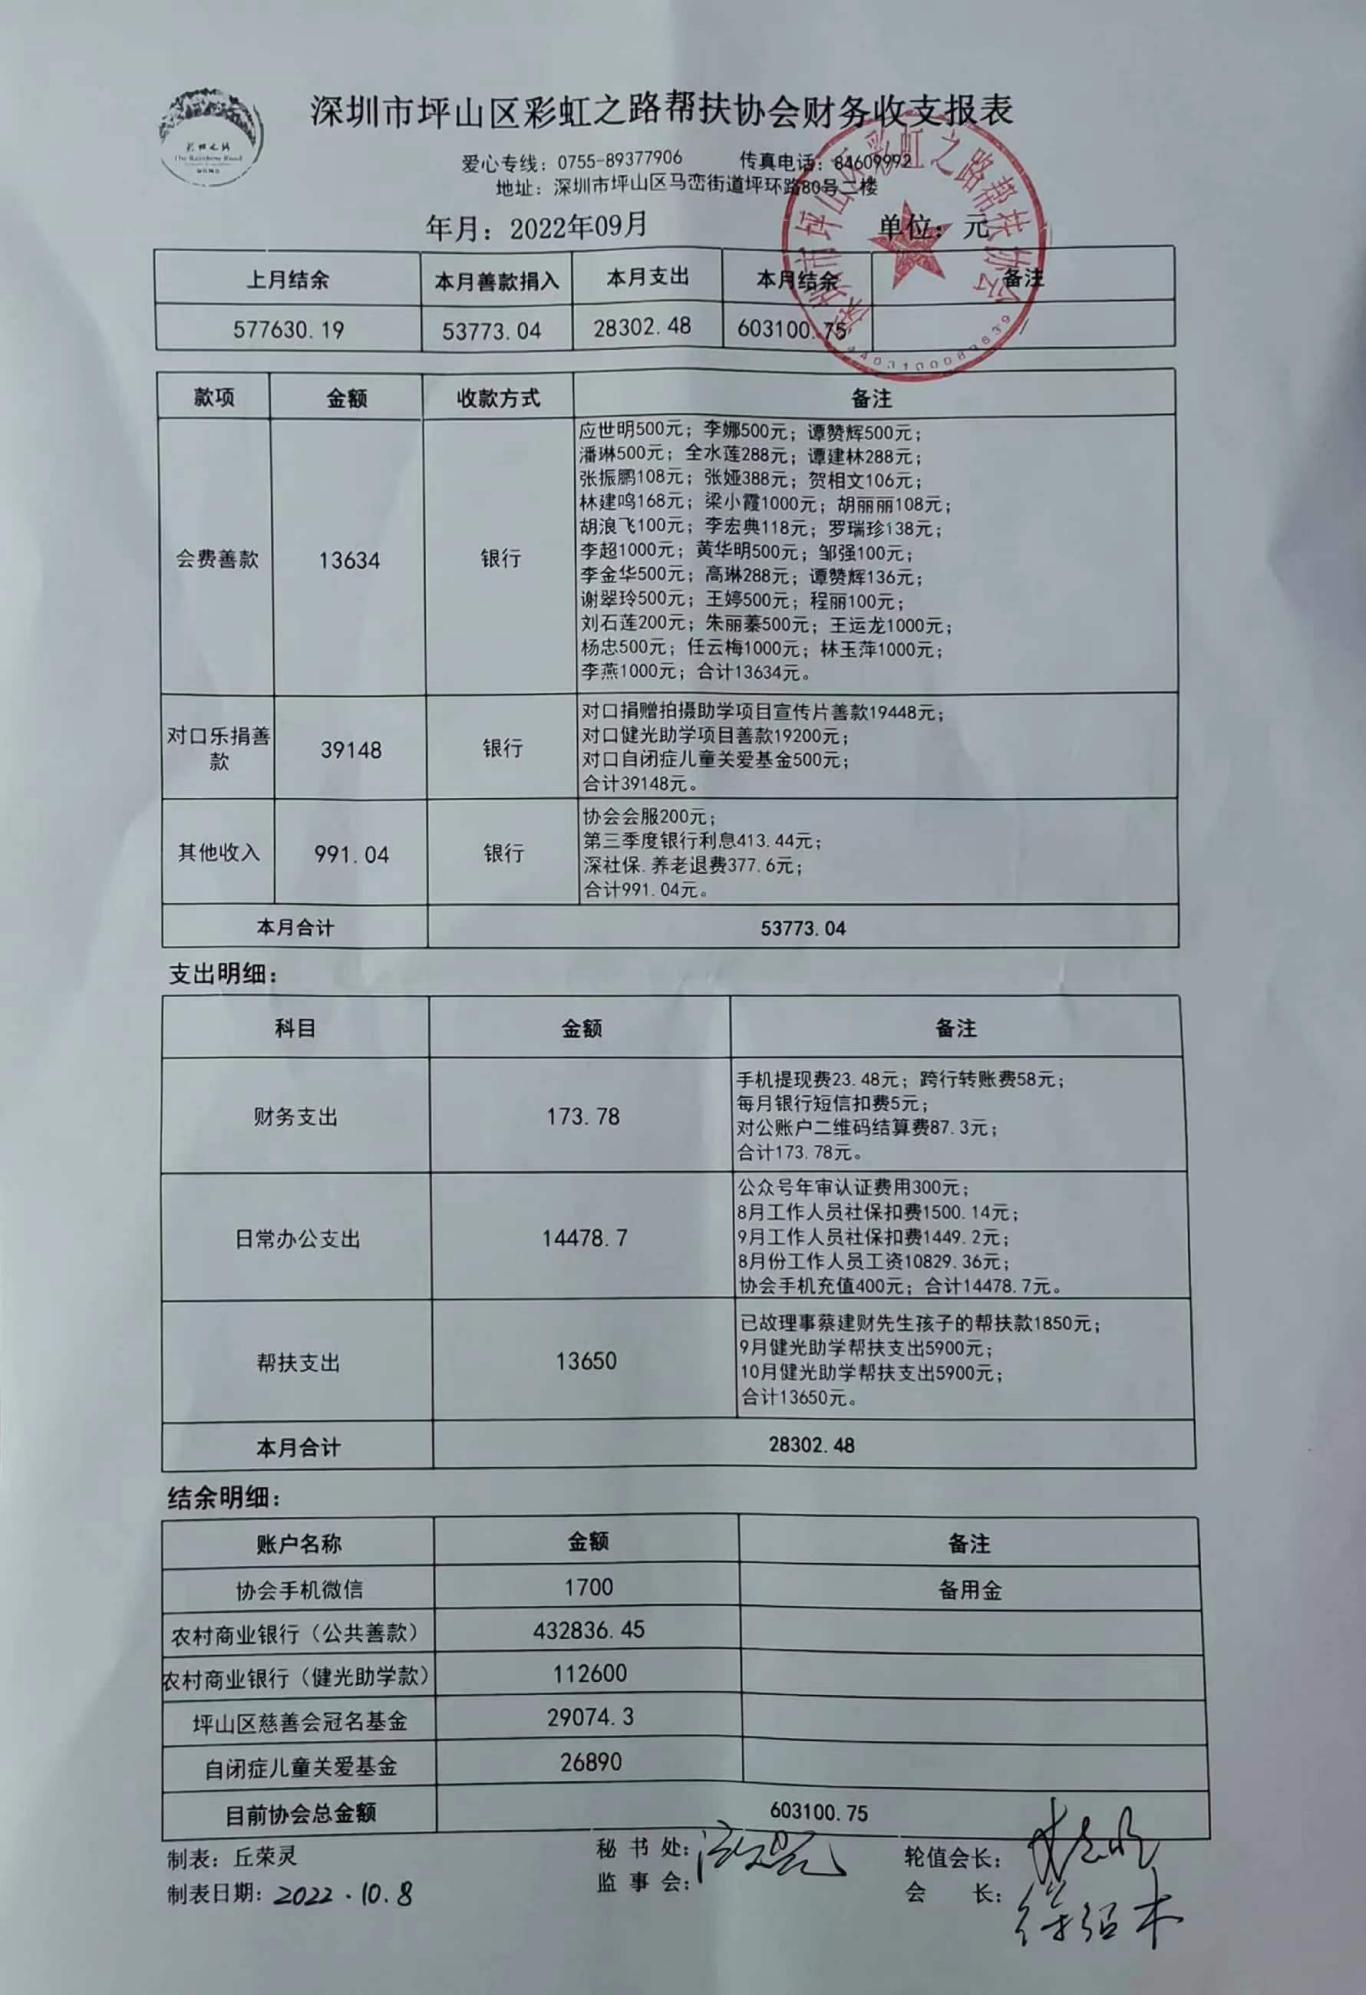 深圳市坪山区彩虹之路帮扶协会财务收支报表
彩虹之路
The Rainbow Road
爱心专线：0755-89377906 传真电话：84609992
地址：深圳市坪山区马峦街道坪环路80号二楼
年月：2022年09月 单位：元
深圳市坪山区彩虹之路帮扶协会
上月结余 本月善款捐入 本月支出 本月结余 备注
577630.19 53773.04 28302.48 603100.75
款项 金额 收款方式 备注
会费善款 13634 银行
应世明500元；李娜500元；谭赞辉500元；
潘琳500元；全水莲288元；谭建林288元；
张振鹏108元；张娅388元；贺相文106元；
林建鸣168元；梁小霞1000元；胡丽丽108元；
胡浪飞100元；李宏典118元；罗瑞珍138元；
李超1000元；黄华明500元；邹强100元；
李金华500元；高琳288元；谭赞辉136元；
谢翠玲500元；王婷500元；程丽100元；
刘石莲200元；朱丽蓁500元；王运龙1000元；
杨忠500元；任云梅1000元；林玉萍1000元；
李燕1000元；合计13634元。
对口乐捐善
款
39148 银行
对口捐赠拍摄助学项目宣传片善款19448元；
对口健光助学项目善款19200元；
对口自闭症儿童关爱基金500元；
合计39148元。
其他收入 991.04 银行
协会会服200元；
第三季度银行利息413.44元；
深社保.养老退费377.6元；
合计991.04元。
本月合计 53773.04
支出明细：
科目 金额 备注
财务支出 173.78
手机提现费23.48元；跨行转账费58元；
每月银行短信扣费5元；
对公账户二维码结算费87.3元；
合计173.78元。
日常办公支出 14478.7
公众号年审认证费用300元；
8月工作人员社保扣费1500.14元；
9月工作人员社保扣费1449.2元；
8月份工作人员工资10829.36元；
协会手机充值400元；合计14478.7元。
帮扶支出 13650
已故理事蔡建财先生孩子的帮扶款1850元；
9月健光助学帮扶支出5900元；
10月健光助学帮扶支出5900元；
合计13650元。
本月合计 28302.48
结余明细：
账户名称 金额 备注
协会手机微信 1700 备用金
农村商业银行（公共善款） 432836.45
农村商业银行（健光助学款） 112600
坪山区慈善会冠名基金 29074.3
自闭症儿童关爱基金 26890
目前协会总金额 603100.75
制表：丘荣灵 秘书处： 轮值会长：
制表日期：2022.10.8 监事会： 会长：